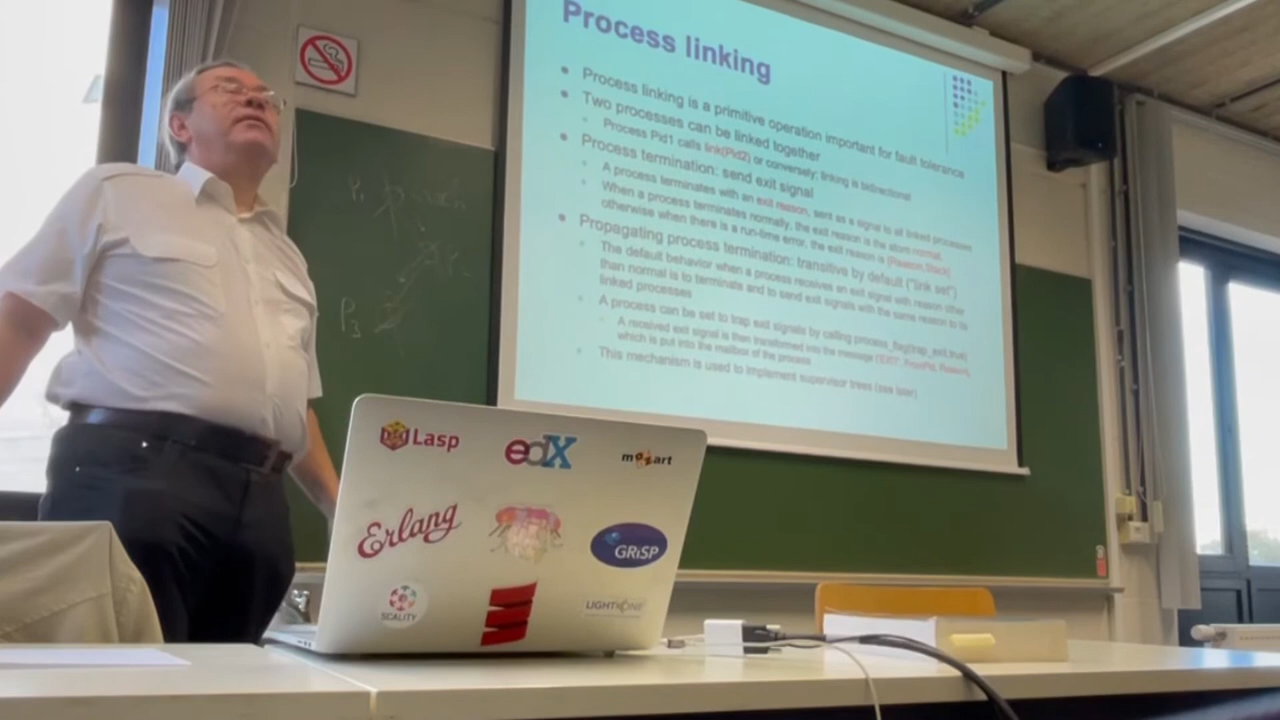 Process linking
Process linking is a primitive operation important for fault tolerance
Two processes can be linked together
Process Pid1 calls link(Pid2) or conversely; linking is bidirectional
Process termination: send exit signal
A process terminates with an exit reason, sent as a signal to all linked processes
When a process terminates normally, the exit reason is the atom normal,
otherwise when there is a run-time error, the exit reason is {Reason,Stack}
Propagating process termination: transitive by default ("link set")
The default behavior when a process receives an exit signal with reason other
than normal is to terminate and to send exit signals with the same reason to its
linked processes
A process can be set to trap exit signals by calling process_flag(trap_exit,true)
A received exit signal is then transformed into the message {'EXIT', FromPid, Reason},
which is put into the mailbox of the process
This mechanism is used to implement supervisor trees (see later)
P3
Lasp
edX
mozart
Erlang
GRiSP
SCALITY
LIGHTKONE